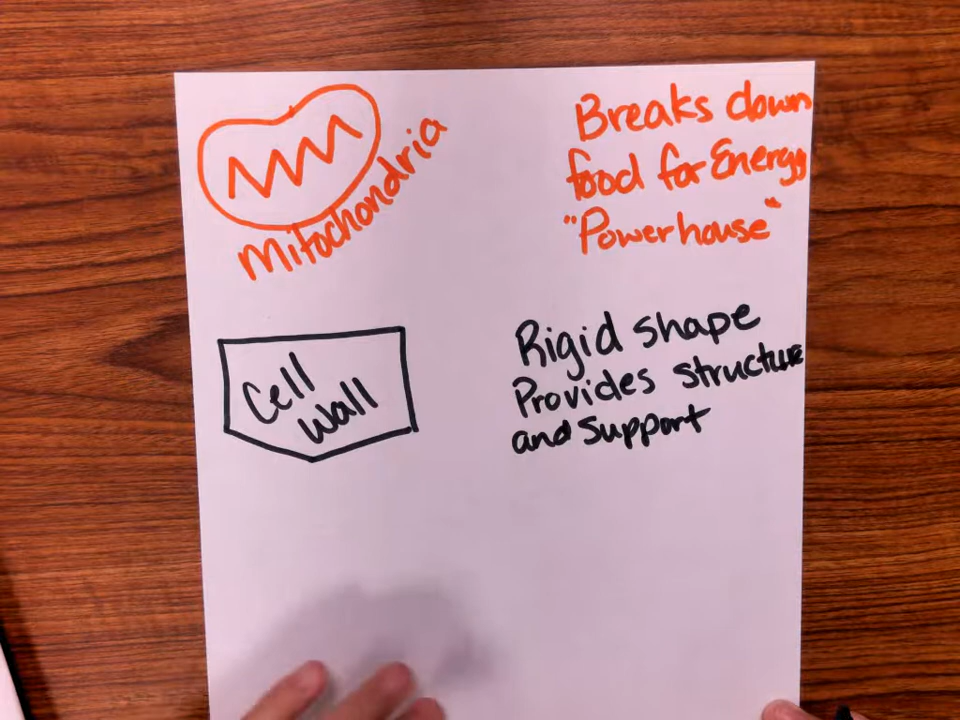 Mitochondria
Breaks down
food for Energy
"Powerhouse"
Cell
Wall
Rigid shape
Provides structure
and support